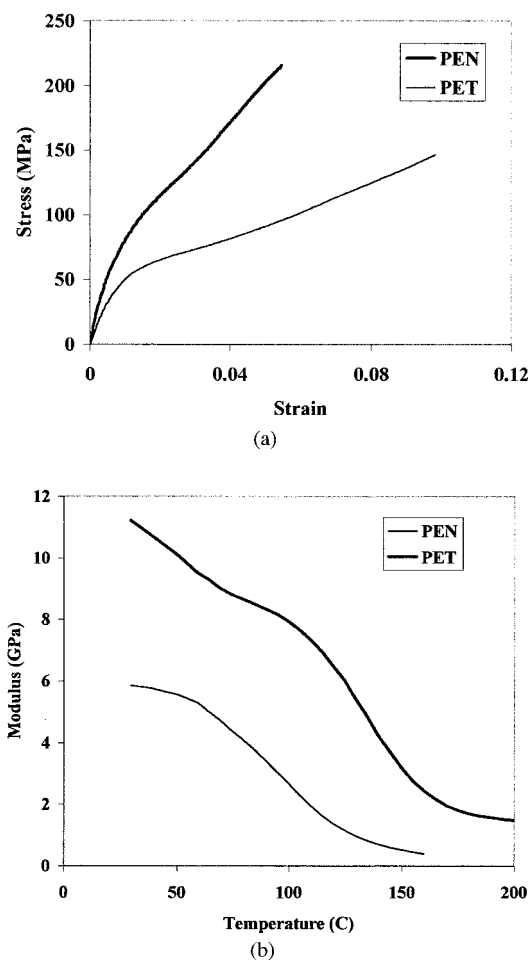 250
200
150
100
50
0
Stress (MPa)
PEN
PET
0 0.04 0.08 0.12
Strain
(a)
12
10
8
6
4
2
0
Modulus (GPa)
PEN
PET
0 50 100 150 200
Temperature (C)
(b)